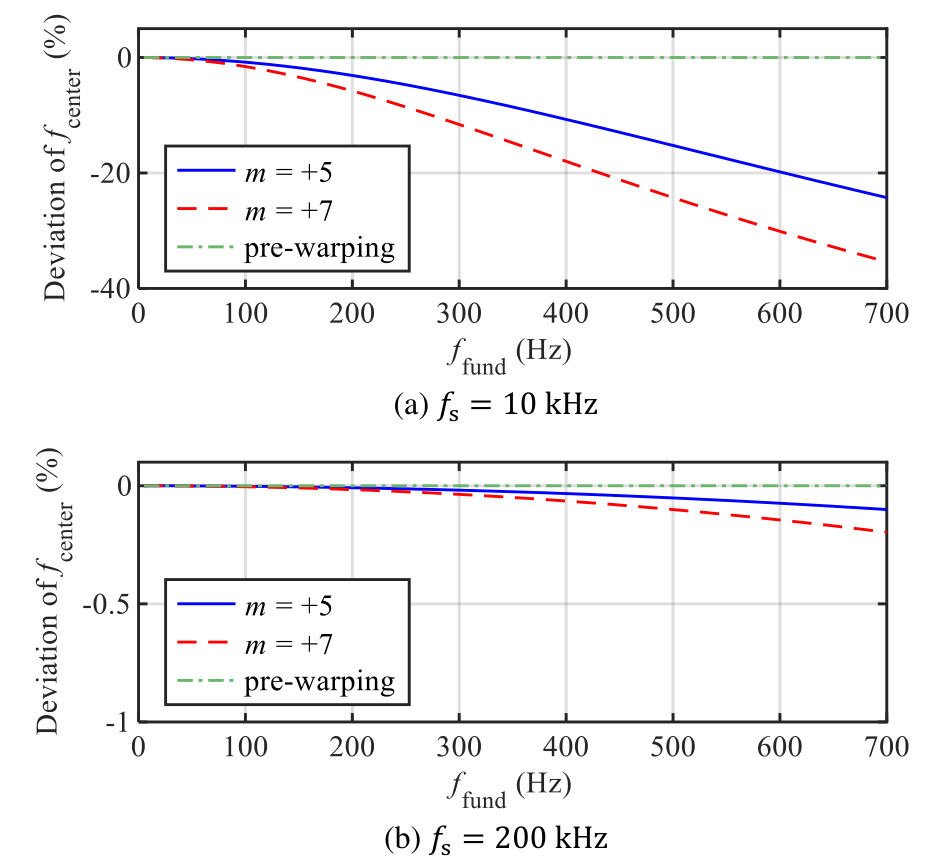 Deviation of f_center (%)
0
-20
-40
m = +5
m = +7
pre-warping
0 100 200 300 400 500 600 700
f_fund (Hz)
(a) f_s = 10 kHz
Deviation of f_center (%)
0
-0.5
-1
m = +5
m = +7
pre-warping
0 100 200 300 400 500 600 700
f_fund (Hz)
(b) f_s = 200 kHz